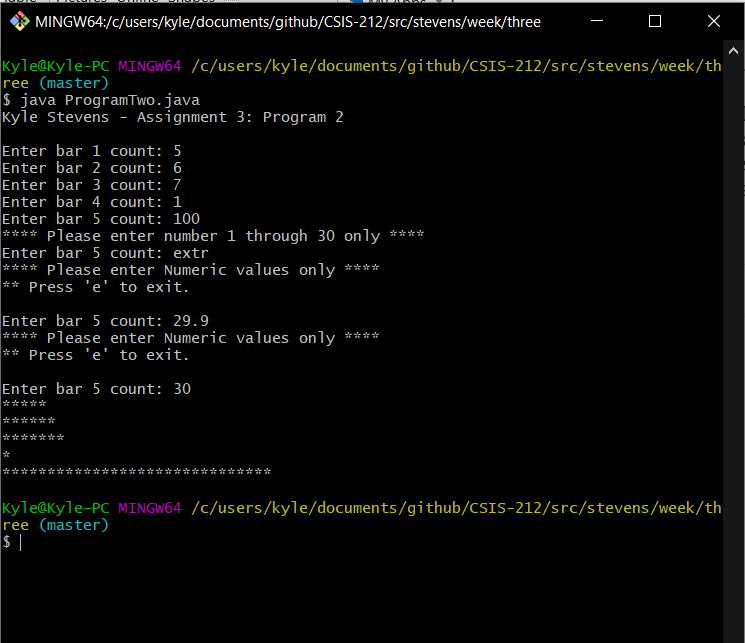 MINGW64:/c/users/kyle/documents/github/CSIS-212/src/stevens/week/three
Kyle@Kyle-PC MINGW64 /c/users/kyle/documents/github/CSIS-212/src/stevens/week/th
ree (master)
$ java ProgramTwo.java
Kyle Stevens - Assignment 3: Program 2
Enter bar 1 count: 5
Enter bar 2 count: 6
Enter bar 3 count: 7
Enter bar 4 count: 1
Enter bar 5 count: 100
**** Please enter number 1 through 30 only ****
Enter bar 5 count: extr
**** Please enter Numeric values only ****
** Press 'e' to exit.
Enter bar 5 count: 29.9
**** Please enter Numeric values only ****
** Press 'e' to exit.
Enter bar 5 count: 30
*****
******
*******
*
******************************
Kyle@Kyle-PC MINGW64 /c/users/kyle/documents/github/CSIS-212/src/stevens/week/th
ree (master)
$